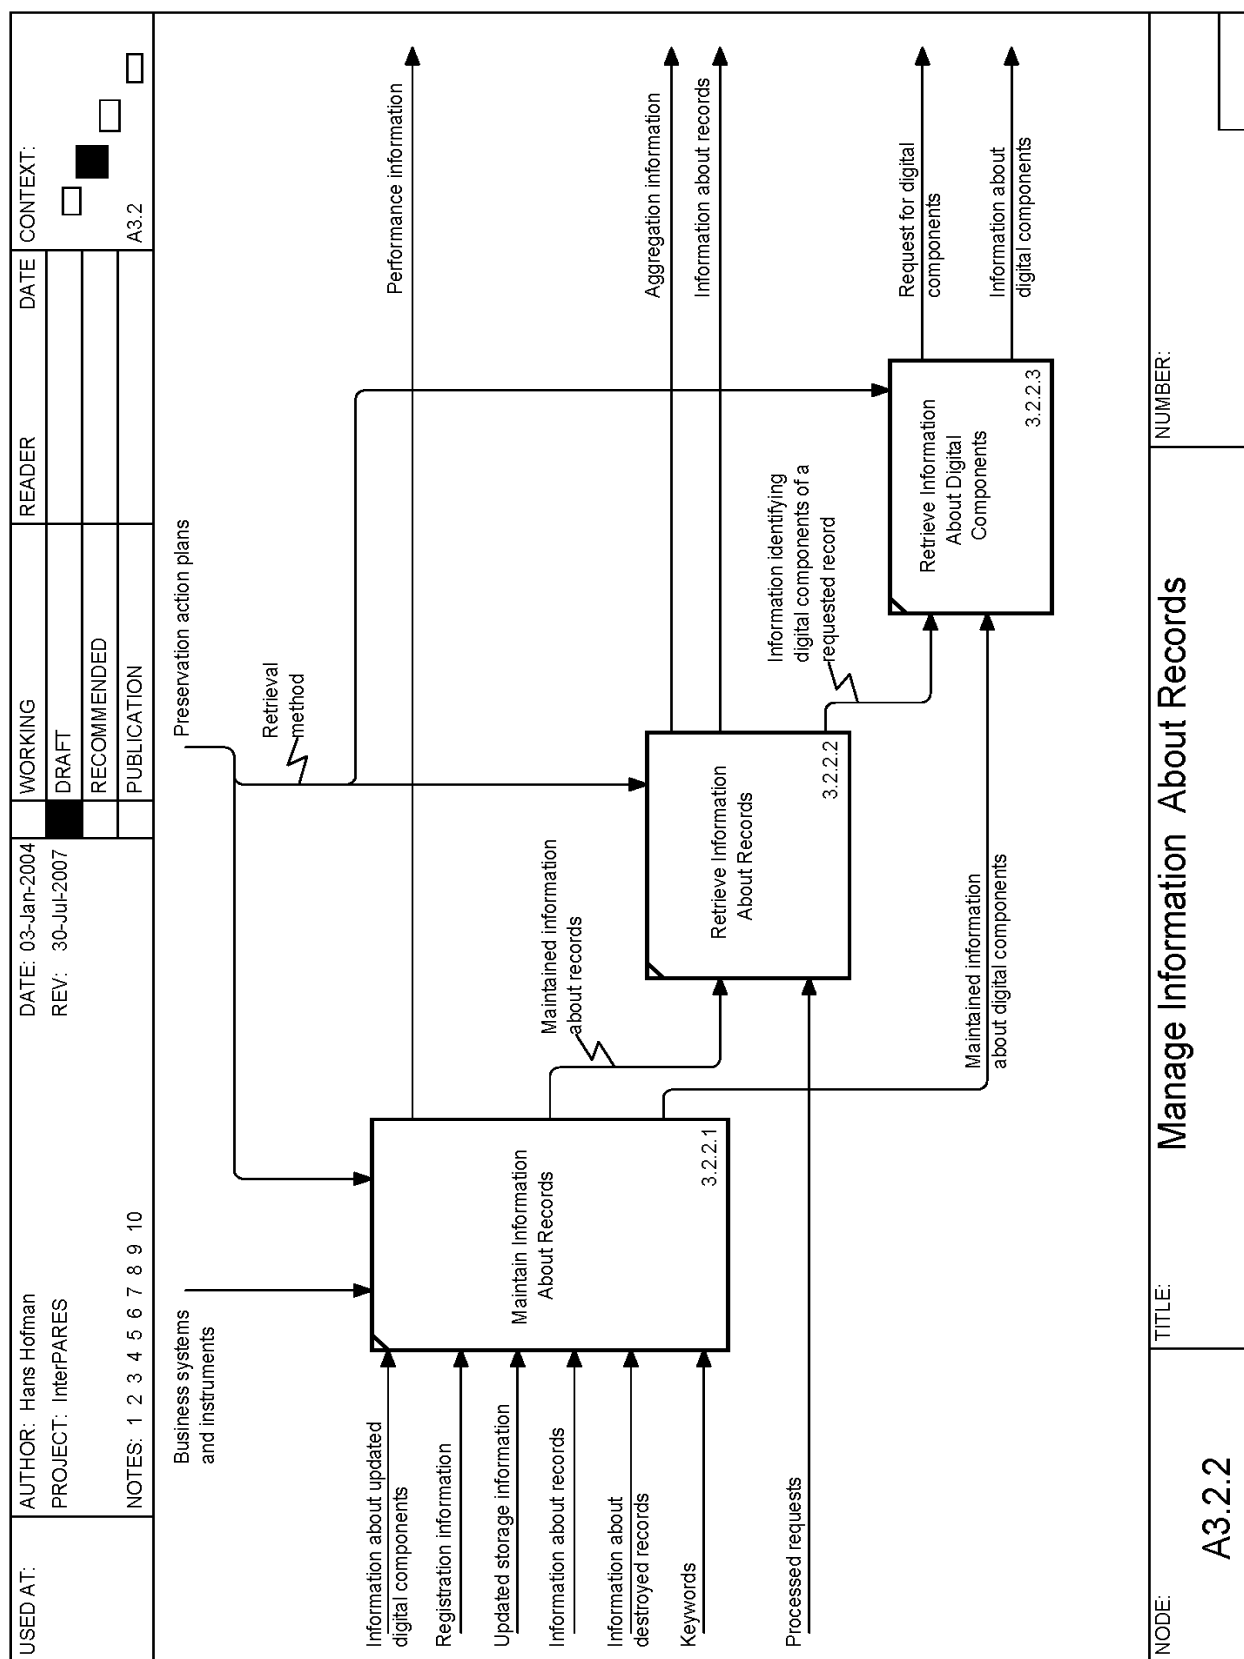 USED AT:
AUTHOR: Hans Hofman
PROJECT: InterPARES
NOTES: 1 2 3 4 5 6 7 8 9 10
DATE: 03-Jan-2004
REV: 30-Jul-2007
WORKING
DRAFT
RECOMMENDED
PUBLICATION
READER
DATE
CONTEXT:
A3.2
Business systems
and instruments
Preservation action plans
Retrieval
method
Performance information
Information about updated
digital components
Registration information
Updated storage information
Information about records
Information about
destroyed records
Keywords
Maintain Information
About Records
3.2.2.1
Maintained information
about records
Aggregation information
Information about records
Processed requests
Retrieve Information
About Records
3.2.2.2
Information identifying
digital components of a
requested record
Request for digital
components
Information about
digital components
Retrieve Information
About Digital
Components
3.2.2.3
Maintained information
about digital components
NODE:
A3.2.2
TITLE:
Manage Information About Records
NUMBER: